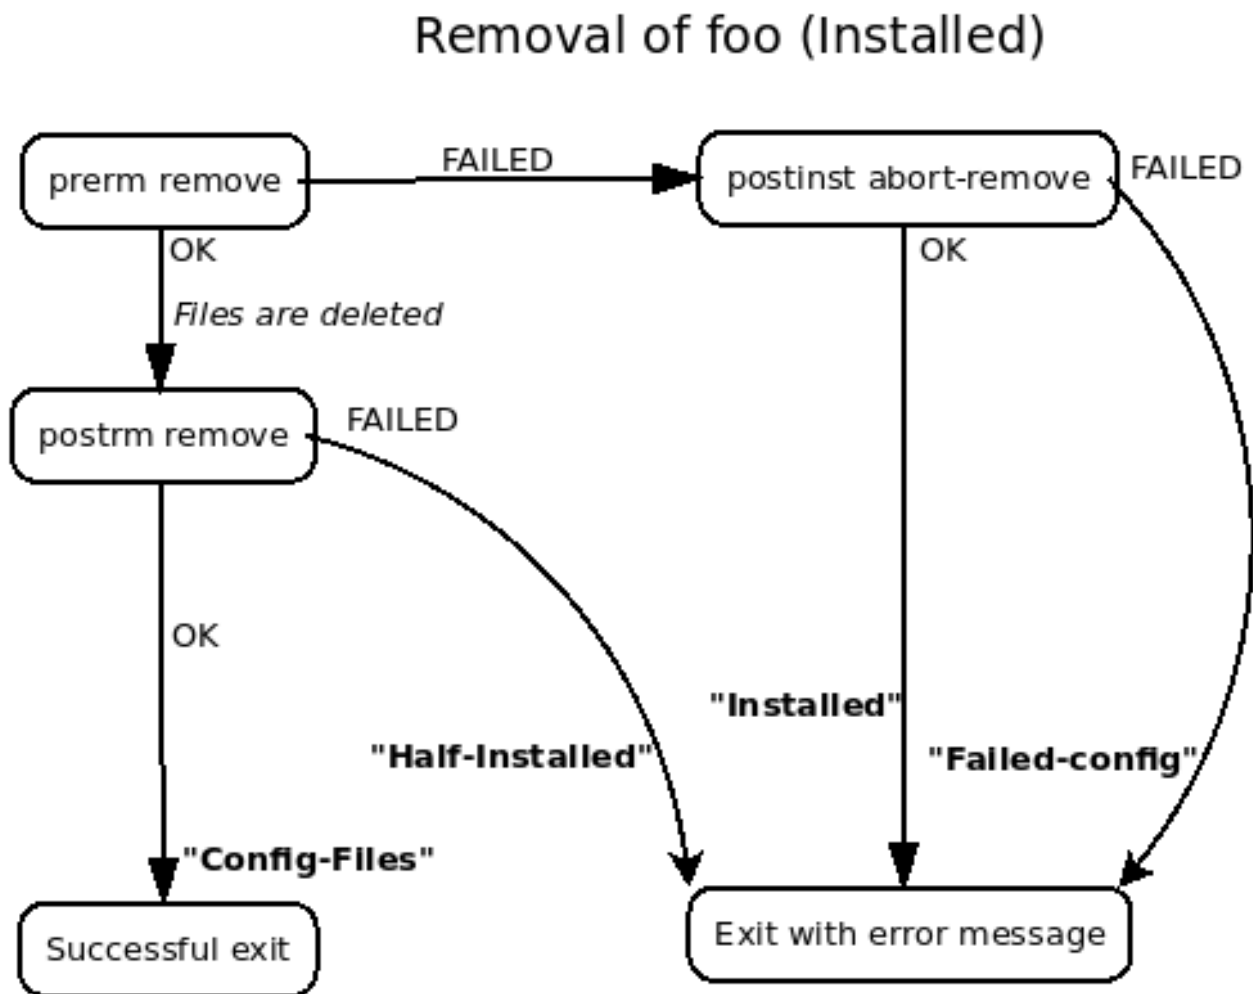 Removal of foo (Installed)
prerm remove
FAILED
postinst abort-remove
FAILED
OK
OK
Files are deleted
postrm remove
FAILED
OK
"Installed"
"Half-Installed"
"Failed-config"
"Config-Files"
Successful exit
Exit with error message